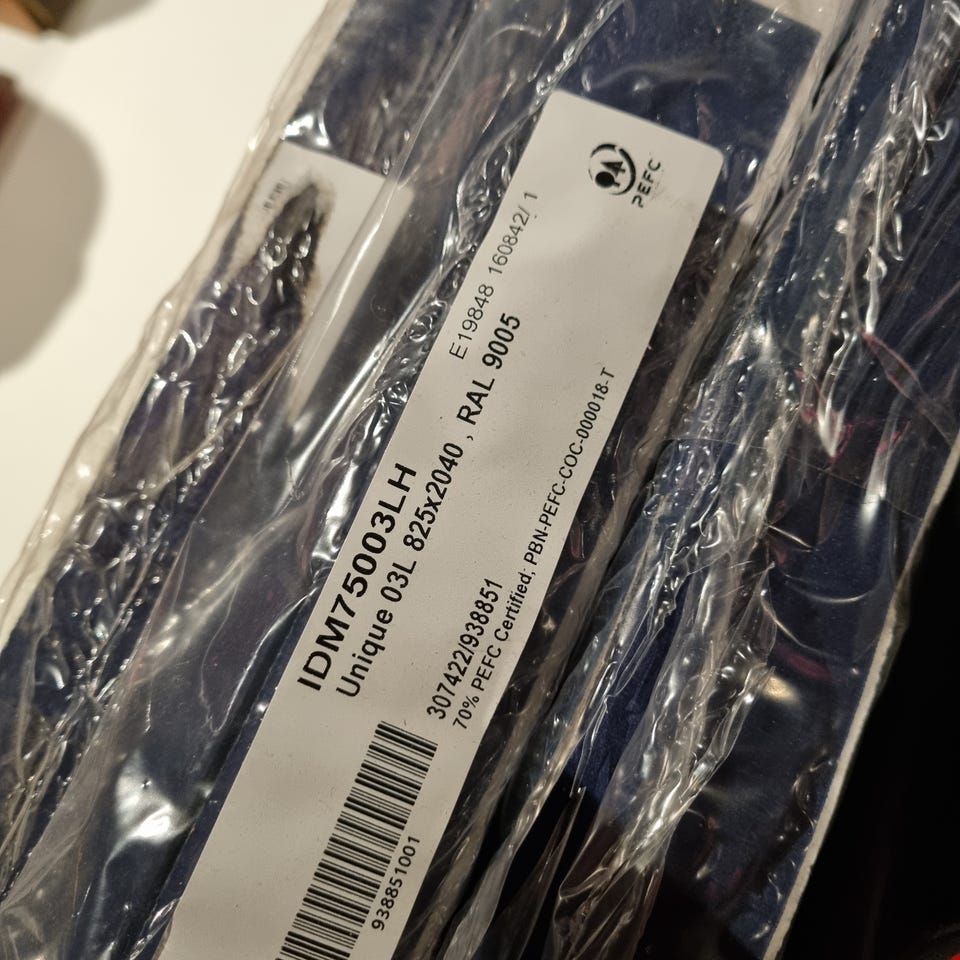 PEFC
E19848 160842/ 1
IDM75003LH
Unique 03L 825x2040 , RAL 9005
307422/938851
70% PEFC Certified; PBN-PEFC-COC-000018-T
938851001